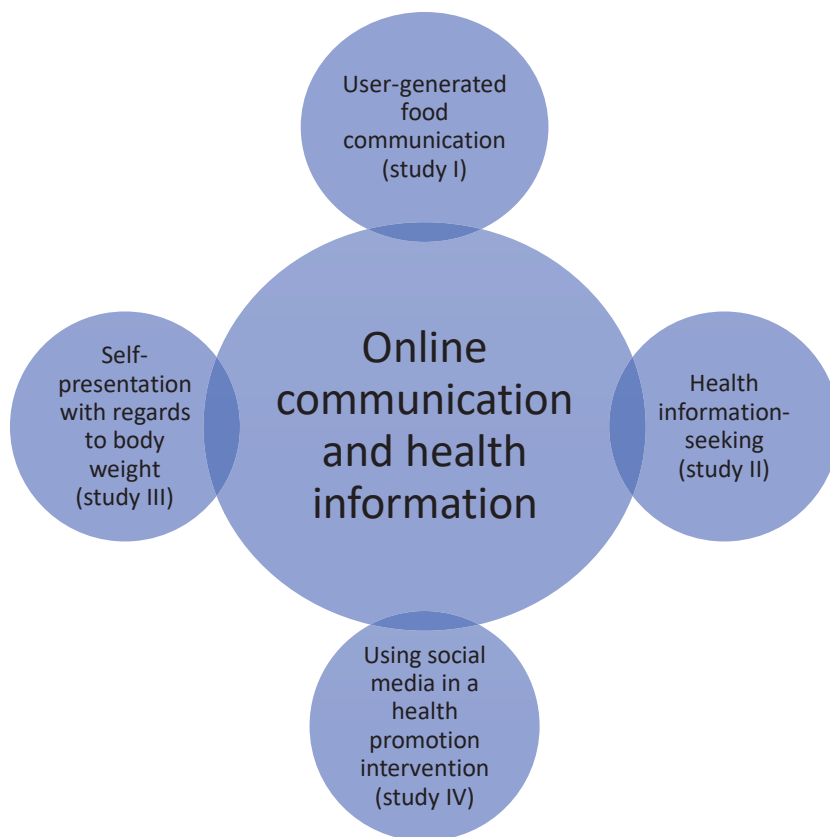 User-generated
food
communication
(study I)
Self-
presentation
with regards
to body
weight
(study III)
Online
communication
and health
information
Health
information-
seeking
(study II)
Using social
media in a
health
promotion
intervention
(study IV)